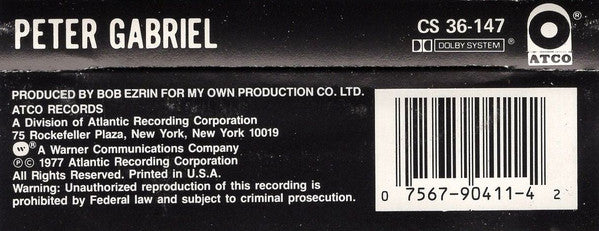 PETER GABRIEL
CS 36-147
DOLBY SYSTEM®
ATCO®
PRODUCED BY BOB EZRIN FOR MY OWN PRODUCTION CO. LTD.
ATCO RECORDS
A Division of Atlantic Recording Corporation
75 Rockefeller Plaza, New York, New York 10019
® A Warner Communications Company
℗ © 1977 Atlantic Recording Corporation
All Rights Reserved. Printed in U.S.A.
Warning: Unauthorized reproduction of this recording is
prohibited by Federal law and subject to criminal prosecution.
0 7567-90411-4 2